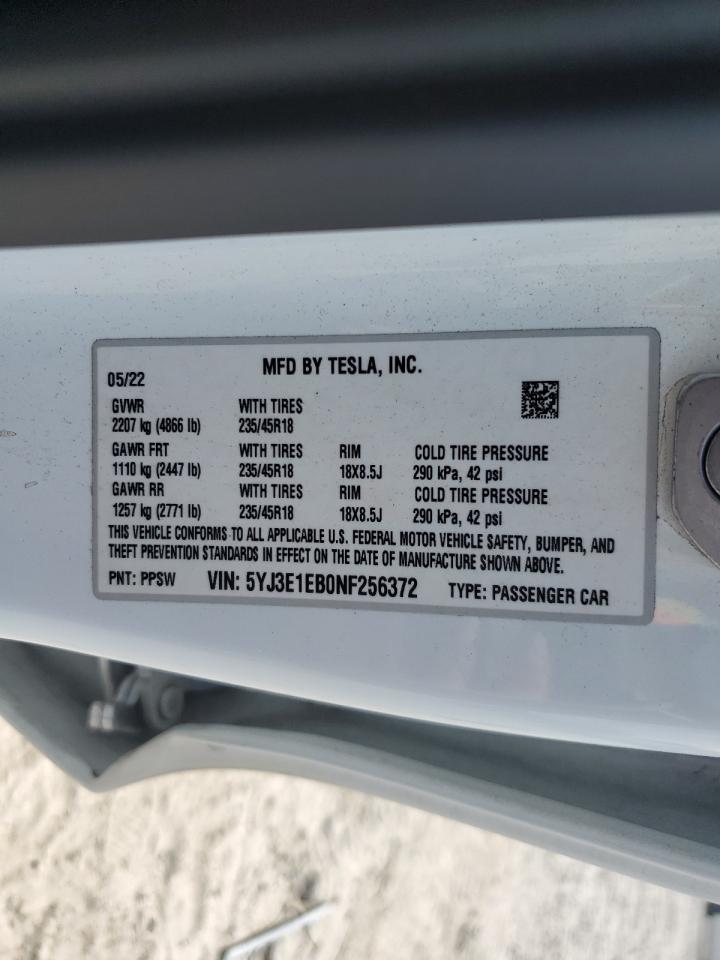 MFD BY TESLA, INC.
05/22
GVWR WITH TIRES
2207 kg (4866 lb) 235/45R18
GAWR FRT WITH TIRES RIM COLD TIRE PRESSURE
1110 kg (2447 lb) 235/45R18 18X8.5J 290 kPa, 42 psi
GAWR RR WITH TIRES RIM COLD TIRE PRESSURE
1257 kg (2771 lb) 235/45R18 18X8.5J 290 kPa, 42 psi
THIS VEHICLE CONFORMS TO ALL APPLICABLE U.S. FEDERAL MOTOR VEHICLE SAFETY, BUMPER, AND
THEFT PREVENTION STANDARDS IN EFFECT ON THE DATE OF MANUFACTURE SHOWN ABOVE.
PNT: PPSW VIN: 5YJ3E1EB0NF256372 TYPE: PASSENGER CAR